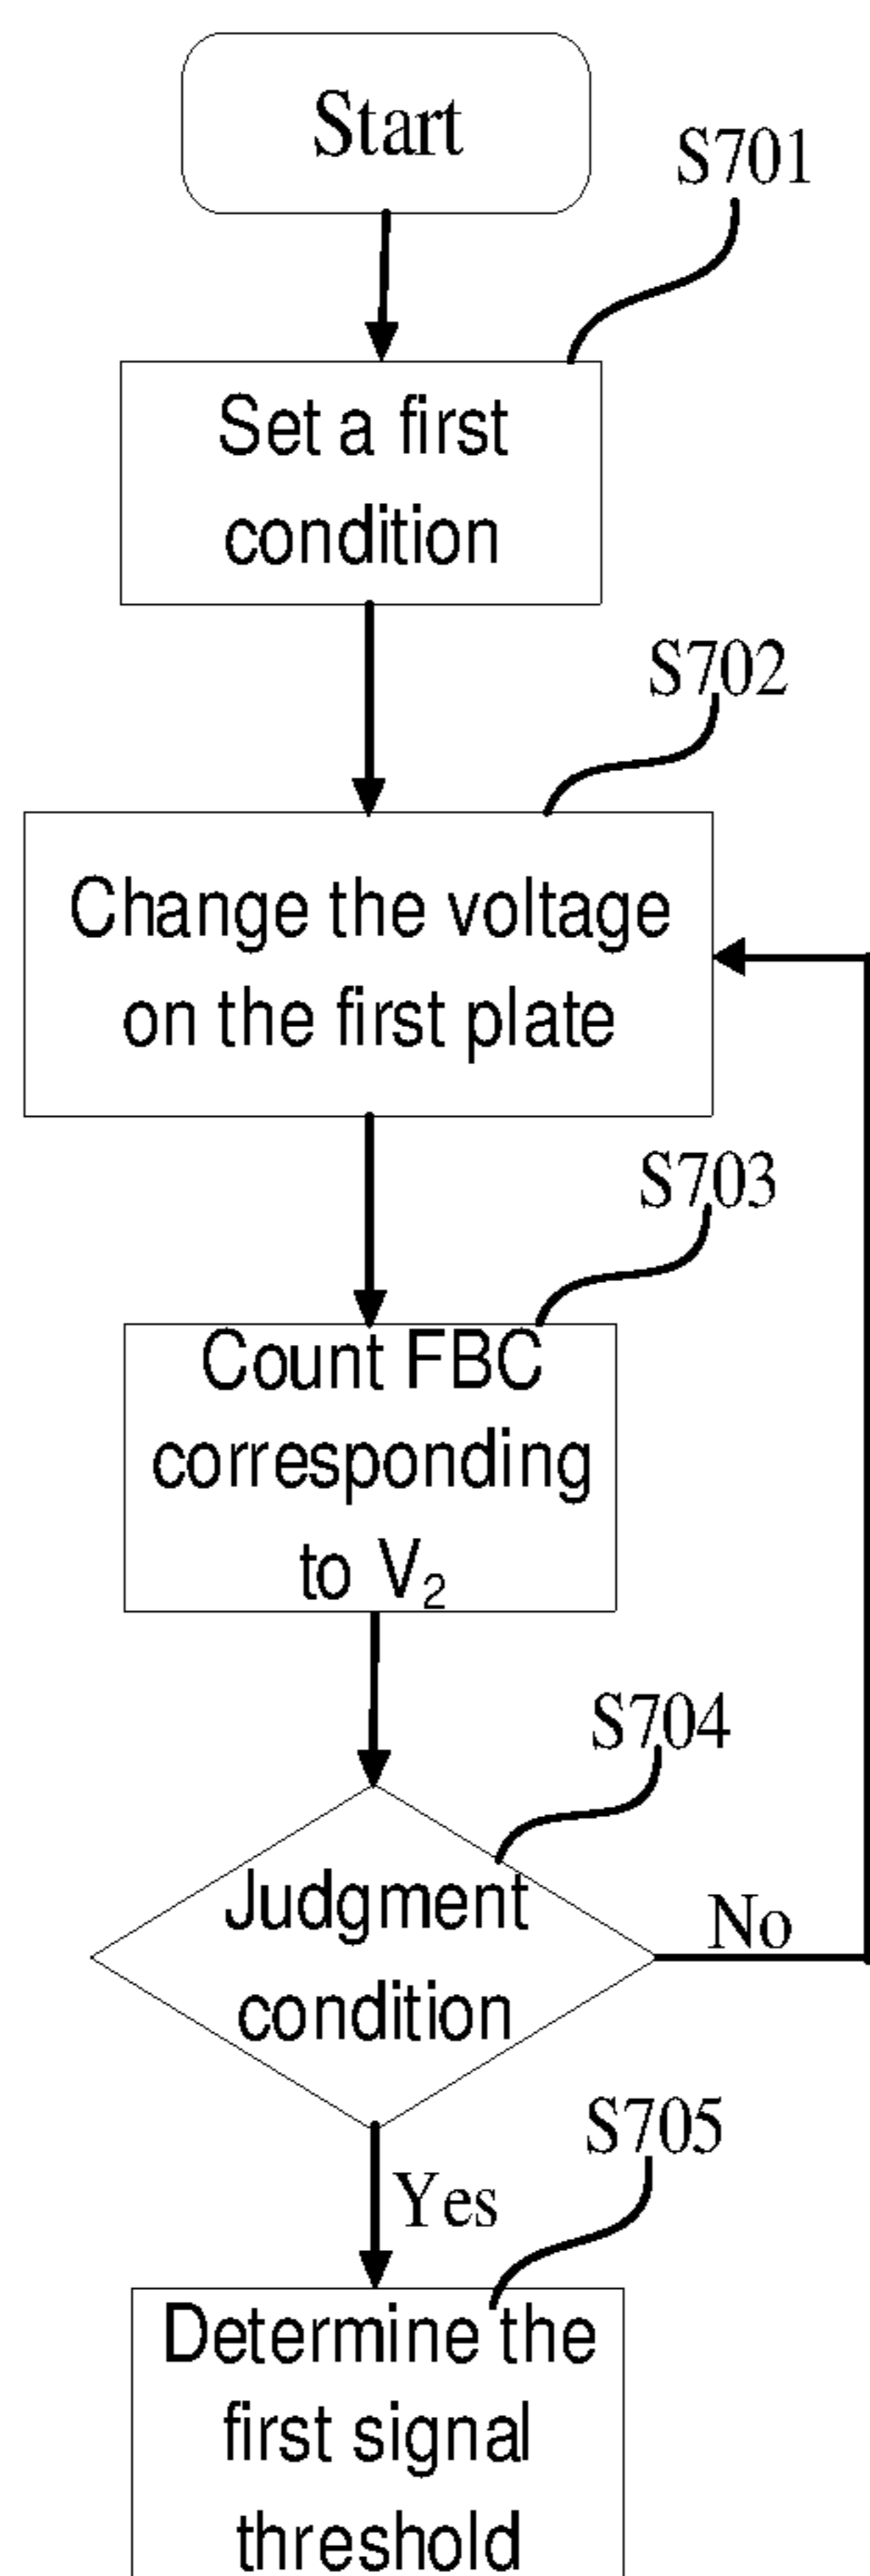 Start
S701
Set a first
condition
S702
Change the voltage
on the first plate
S703
Count FBC
corresponding
to V₂
S704
Judgment
condition
No
S705
Yes
Determine the
first signal
threshold